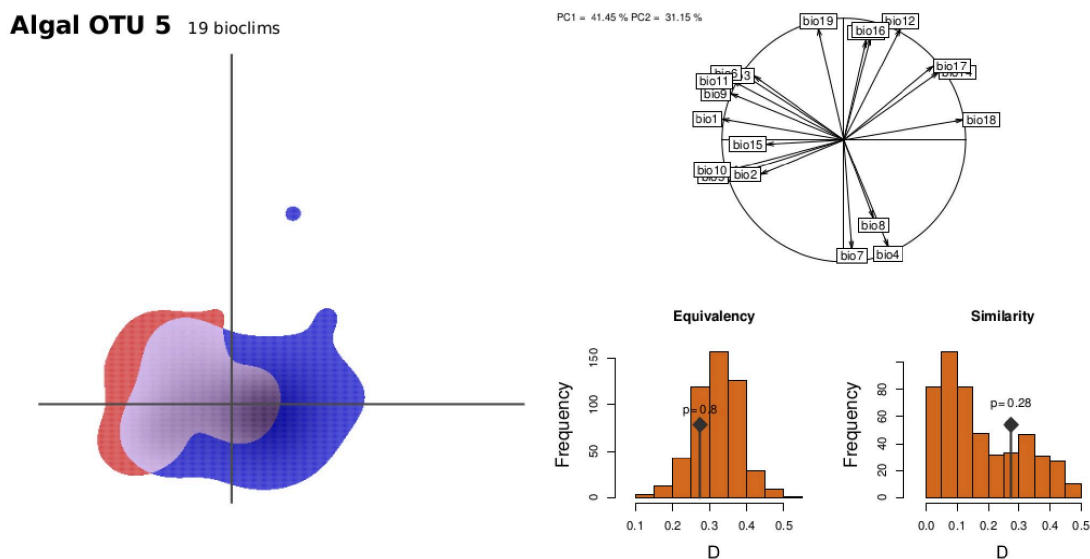 Algal OTU 5 19 bioclims
PC1 = 41.45 % PC2 = 31.15 %
bio19
bio12
bio16
bio17
bio11
bio9
bio1
bio18
bio15
bio10
bio2
bio8
bio7
bio4
Equivalency
Similarity
Frequency
0 50 100 150
p= 0.8
0.1 0.2 0.3 0.4 0.5
D
Frequency
0 20 40 60 80
p= 0.28
0.0 0.1 0.2 0.3 0.4 0.5
D